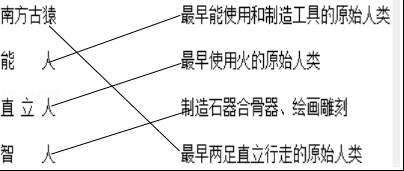 南方古猿 最早能使用和制造工具的原始人类
能 人 最早使用火的原始人类
直 立 人 制造石器合骨器、绘画雕刻
智 人 最早两足直立行走的原始人类